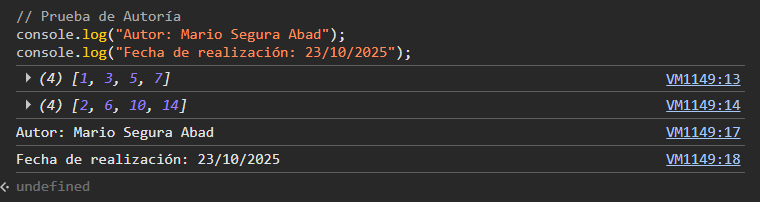 // Prueba de Autoría
console.log("Autor: Mario Segura Abad");
console.log("Fecha de realización: 23/10/2025");
(4) [1, 3, 5, 7] VM1149:13
(4) [2, 6, 10, 14] VM1149:14
Autor: Mario Segura Abad VM1149:17
Fecha de realización: 23/10/2025 VM1149:18
undefined